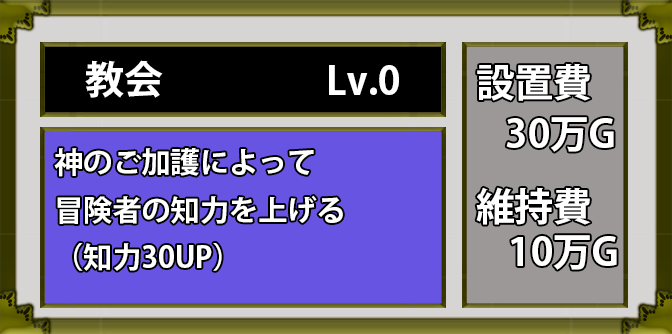 教会 Lv.0
神のご加護によって
冒険者の知力を上げる
（知力30UP）
設置費
30万G
維持費
10万G